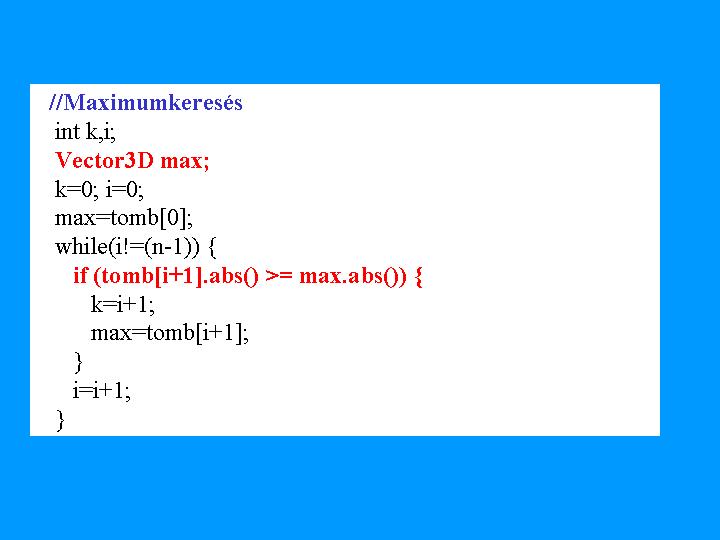 //Maximumkeresés
int k,i;
Vector3D max;
k=0; i=0;
max=tomb[0];
while(i!=(n-1)) {
if (tomb[i+1].abs() >= max.abs()) {
k=i+1;
max=tomb[i+1];
}
i=i+1;
}